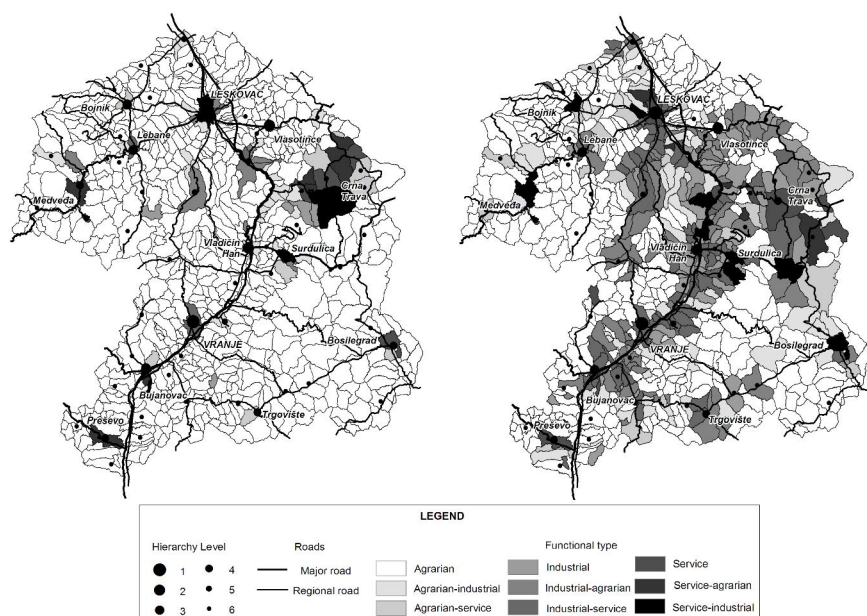 LESKOVAC
Bojnik
Lebane
Vlasotince
Medveđa
Crna
Trava
Vladičin
Han
Surdulica
VRANJE
Bosilegrad
Bujanovac
Trgovište
Preševo
LESKOVAC
Bojnik
Lebane
Vlasotince
Medveđa
Crna
Trava
Vladičin
Han
Surdulica
VRANJE
Bosilegrad
Bujanovac
Trgovište
Preševo
LEGEND
Hierarchy Level
1
2
3
4
5
6
Roads
Major road
Regional road
Functional type
Agrarian
Agrarian-industrial
Agrarian-service
Industrial
Industrial-agrarian
Industrial-service
Service
Service-agrarian
Service-industrial